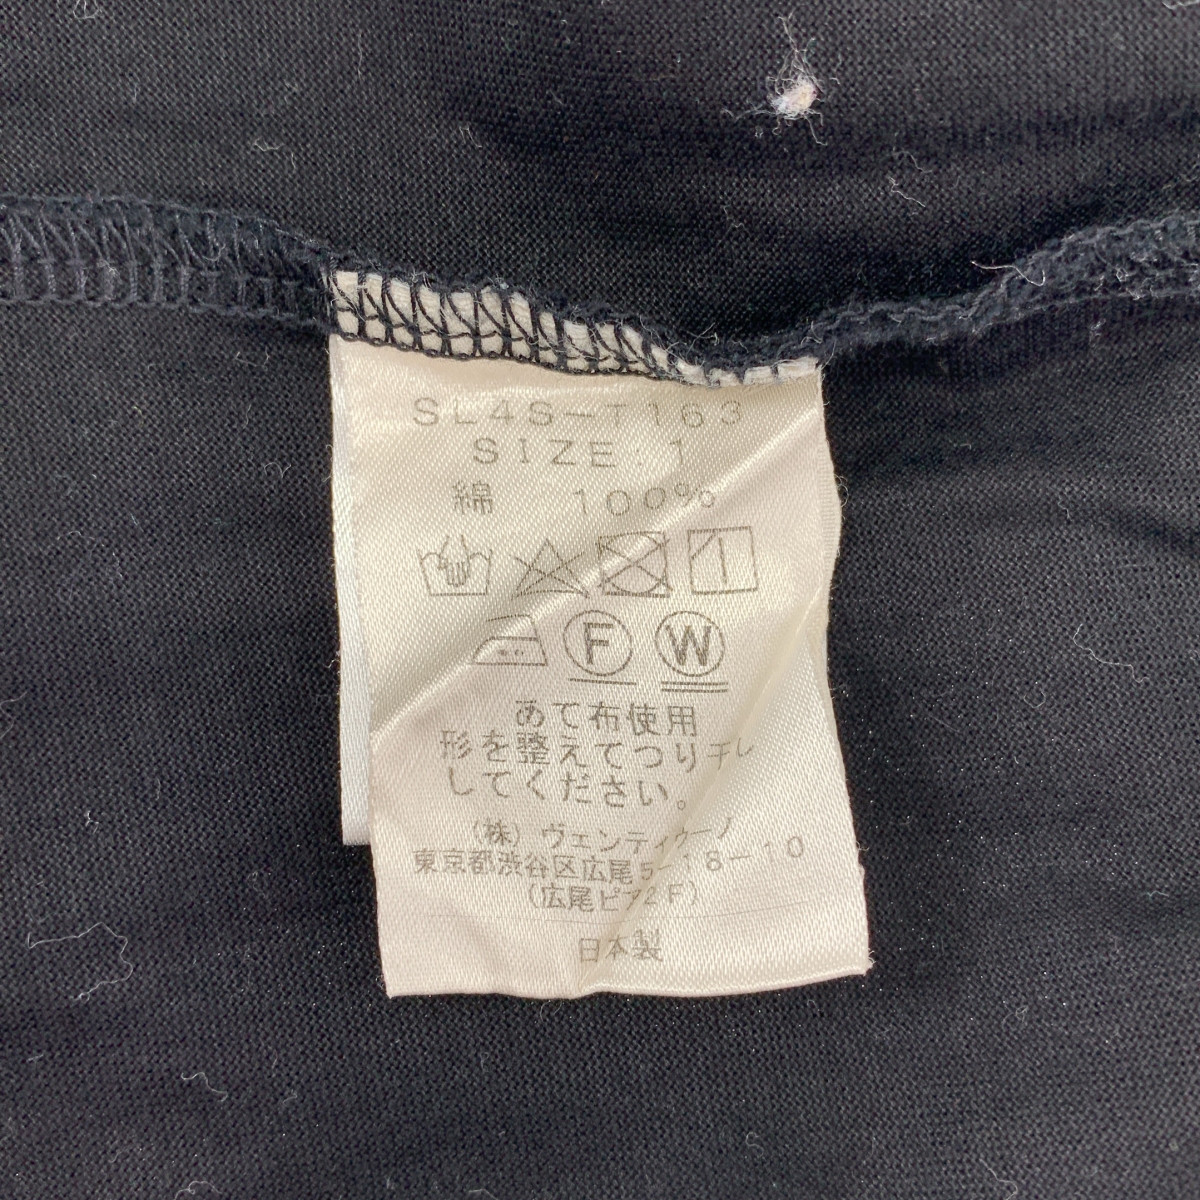 SL4S-T163
SIZE:1
綿 100%
F W
あて布使用
形を整えてつり干し
してください。
(株) ヴェンティウーノ
東京都渋谷区広尾5-18-10
(広尾ピア2F)
日本製